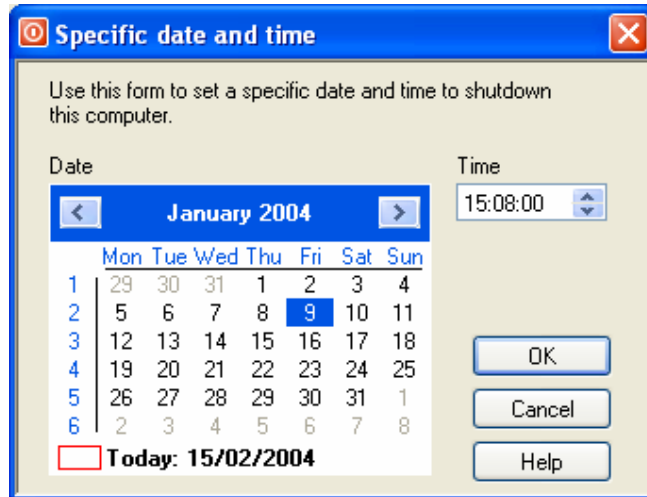 Specific date and time
Use this form to set a specific date and time to shutdown
this computer.
Date
Time
January 2004
15:08:00
Mon Tue Wed Thu Fri Sat Sun
1 29 30 31 1 2 3 4
2 5 6 7 8 9 10 11
3 12 13 14 15 16 17 18
4 19 20 21 22 23 24 25
5 26 27 28 29 30 31 1
6 2 3 4 5 6 7 8
Today: 15/02/2004
OK
Cancel
Help